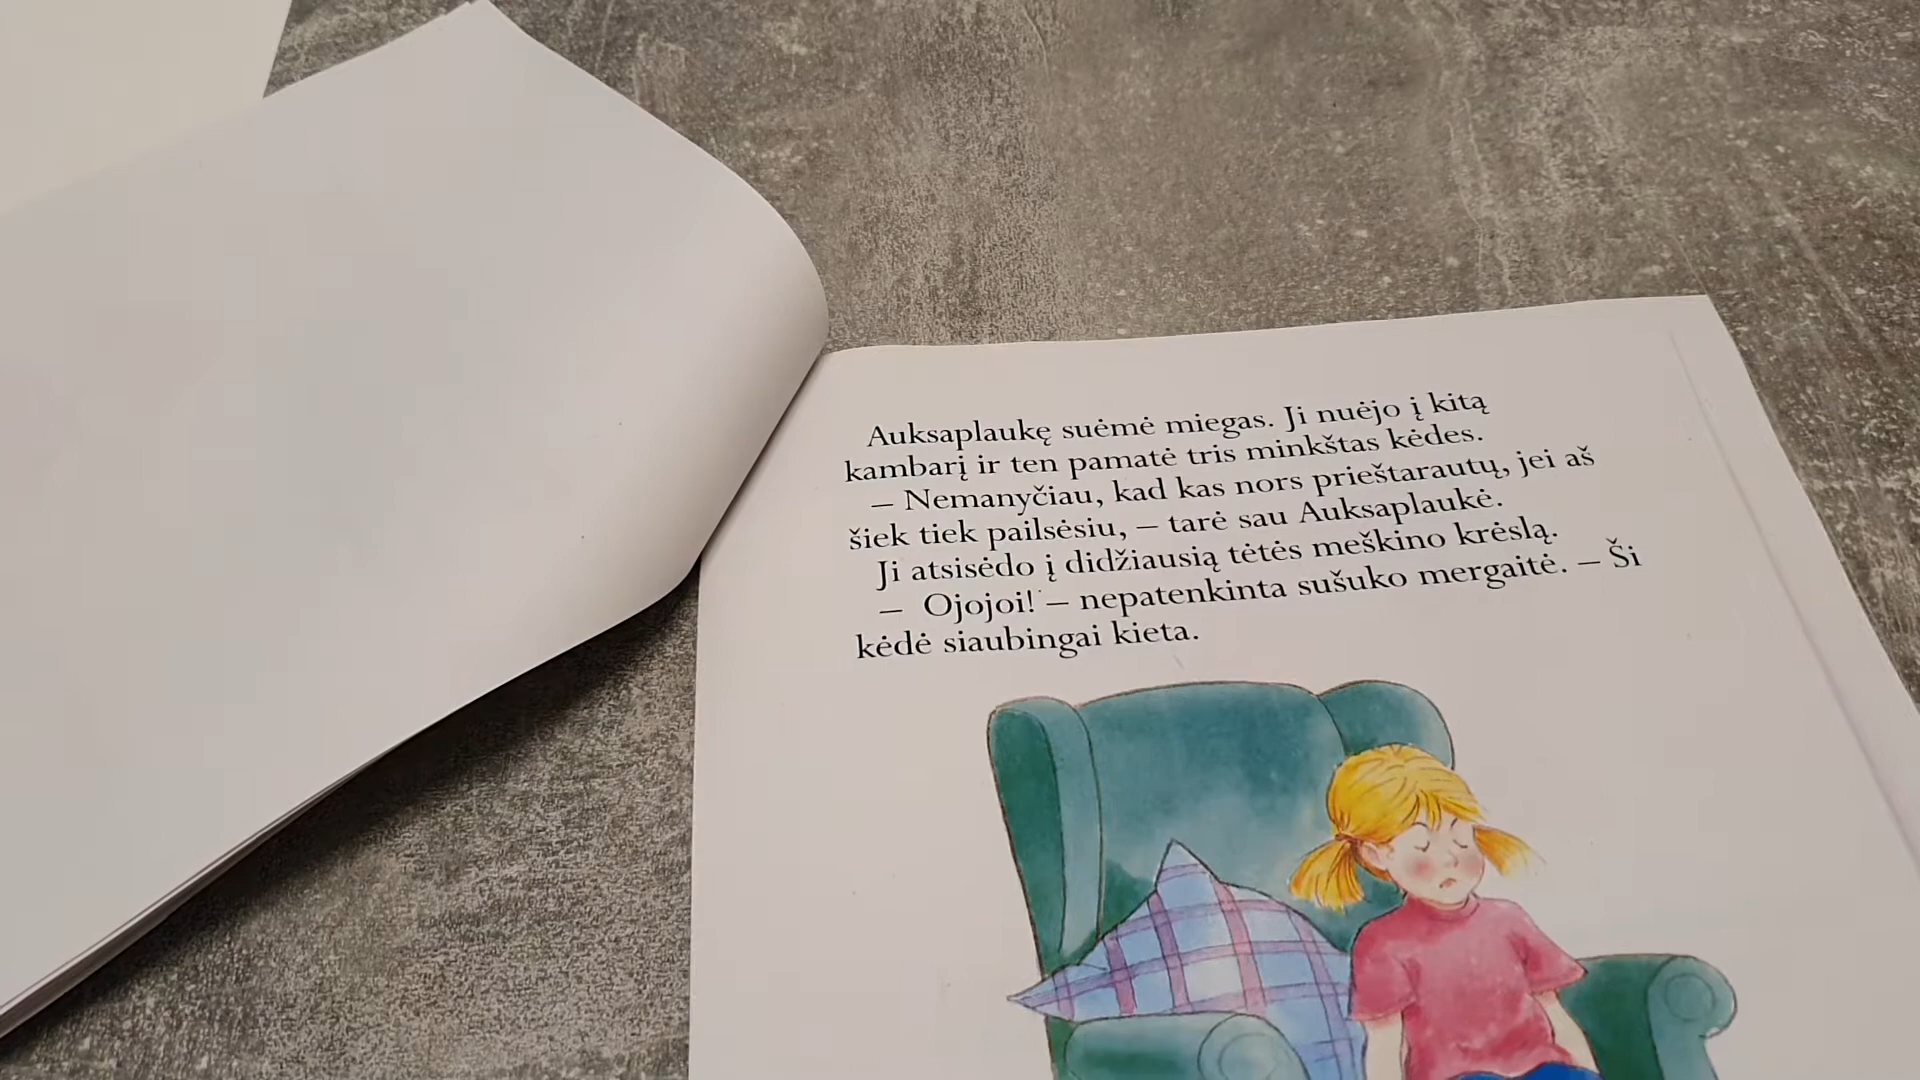 Auksaplaukę suėmė miegas. Ji nuėjo į kitą
kambarį ir ten pamatė tris minkštas kėdes.
– Nemanyčiau, kad kas nors prieštarautų, jei aš
šiek tiek pailsėsiu, – tarė sau Auksaplaukė.
Ji atsisėdo į didžiausią tėtės meškino krėslą.
– Ojojoi! – nepatenkinta sušuko mergaitė. – Ši
kėdė siaubingai kieta.